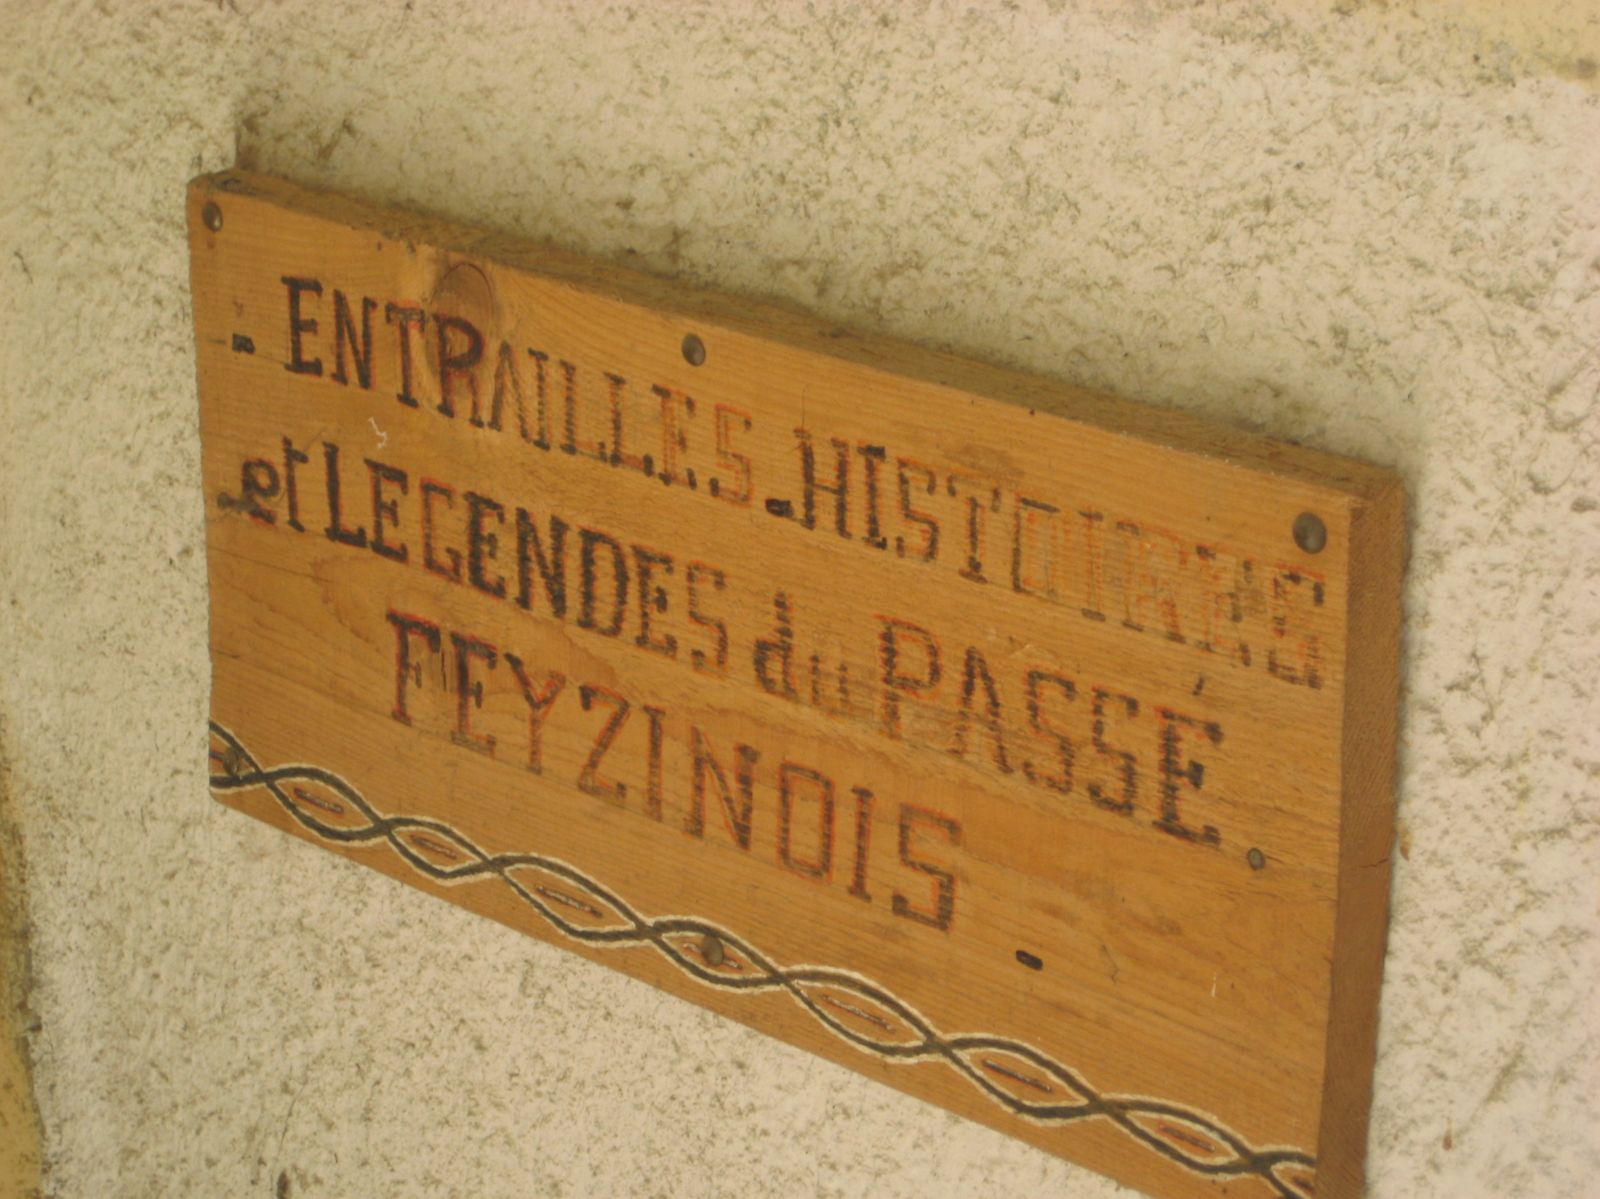 - ENTRAILLES - HISTOIRES
- et LEGENDES du PASSÉ
FEYZINOIS -